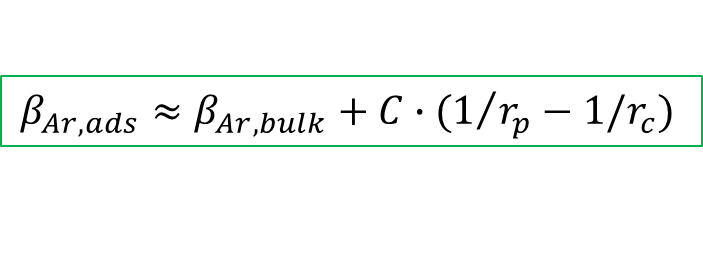 β_{Ar,ads} ≈ β_{Ar,bulk} + C · (1/r_p − 1/r_c)